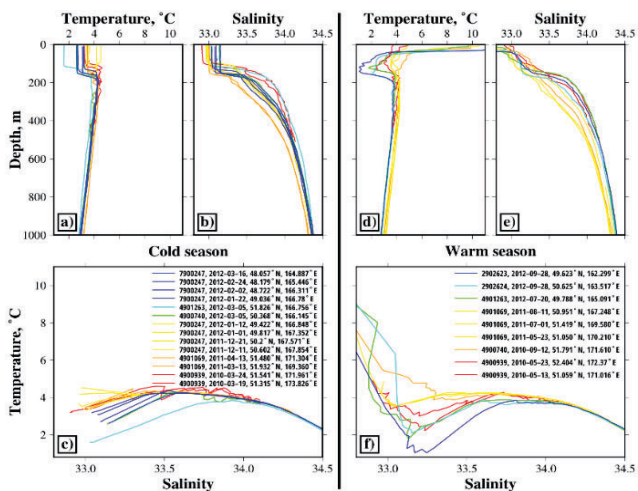 Temperature, °C Salinity Temperature, °C Salinity
2 4 6 8 10 33.0 33.5 34.0 34.5 2 4 6 8 10 33.0 33.5 34.0 34.5
0
200
400
600
800
1000
Depth, m
a) b) d) e)
Cold season Warm season
7900247, 2012-03-16, 48.057°N, 164.887°E
7900247, 2012-02-24, 48.179°N, 165.446°E
7900247, 2012-02-02, 48.722°N, 166.311°E
7900247, 2012-01-22, 49.036°N, 166.78°E
4901263, 2012-03-05, 51.826°N, 166.756°E
4900740, 2012-03-05, 50.268°N, 166.145°E
7900247, 2012-01-12, 49.422°N, 166.848°E
7900247, 2012-01-01, 49.817°N, 167.352°E
7900247, 2011-12-21, 50.2°N, 167.571°E
7900247, 2011-12-11, 50.602°N, 167.854°E
4901069, 2011-04-13, 51.480°N, 171.304°E
4901069, 2011-03-13, 51.932°N, 169.360°E
4900939, 2010-03-24, 51.541°N, 171.961°E
4900939, 2010-03-19, 51.315°N, 173.826°E
2902623, 2012-09-28, 49.623°N, 162.299°E
2902624, 2012-09-28, 50.625°N, 163.517°E
4901263, 2012-07-20, 49.788°N, 165.091°E
4901069, 2011-08-11, 50.951°N, 167.248°E
4901069, 2011-07-01, 51.419°N, 169.580°E
4901069, 2011-05-23, 51.050°N, 170.210°E
4900740, 2010-09-12, 51.791°N, 171.610°E
4900939, 2010-05-23, 52.404°N, 172.37°E
4900939, 2010-05-13, 51.059°N, 171.016°E
Temperature, °C
10
8
6
4
2
c) f)
33.0 33.5 34.0 34.5 33.0 33.5 34.0 34.5
Salinity Salinity